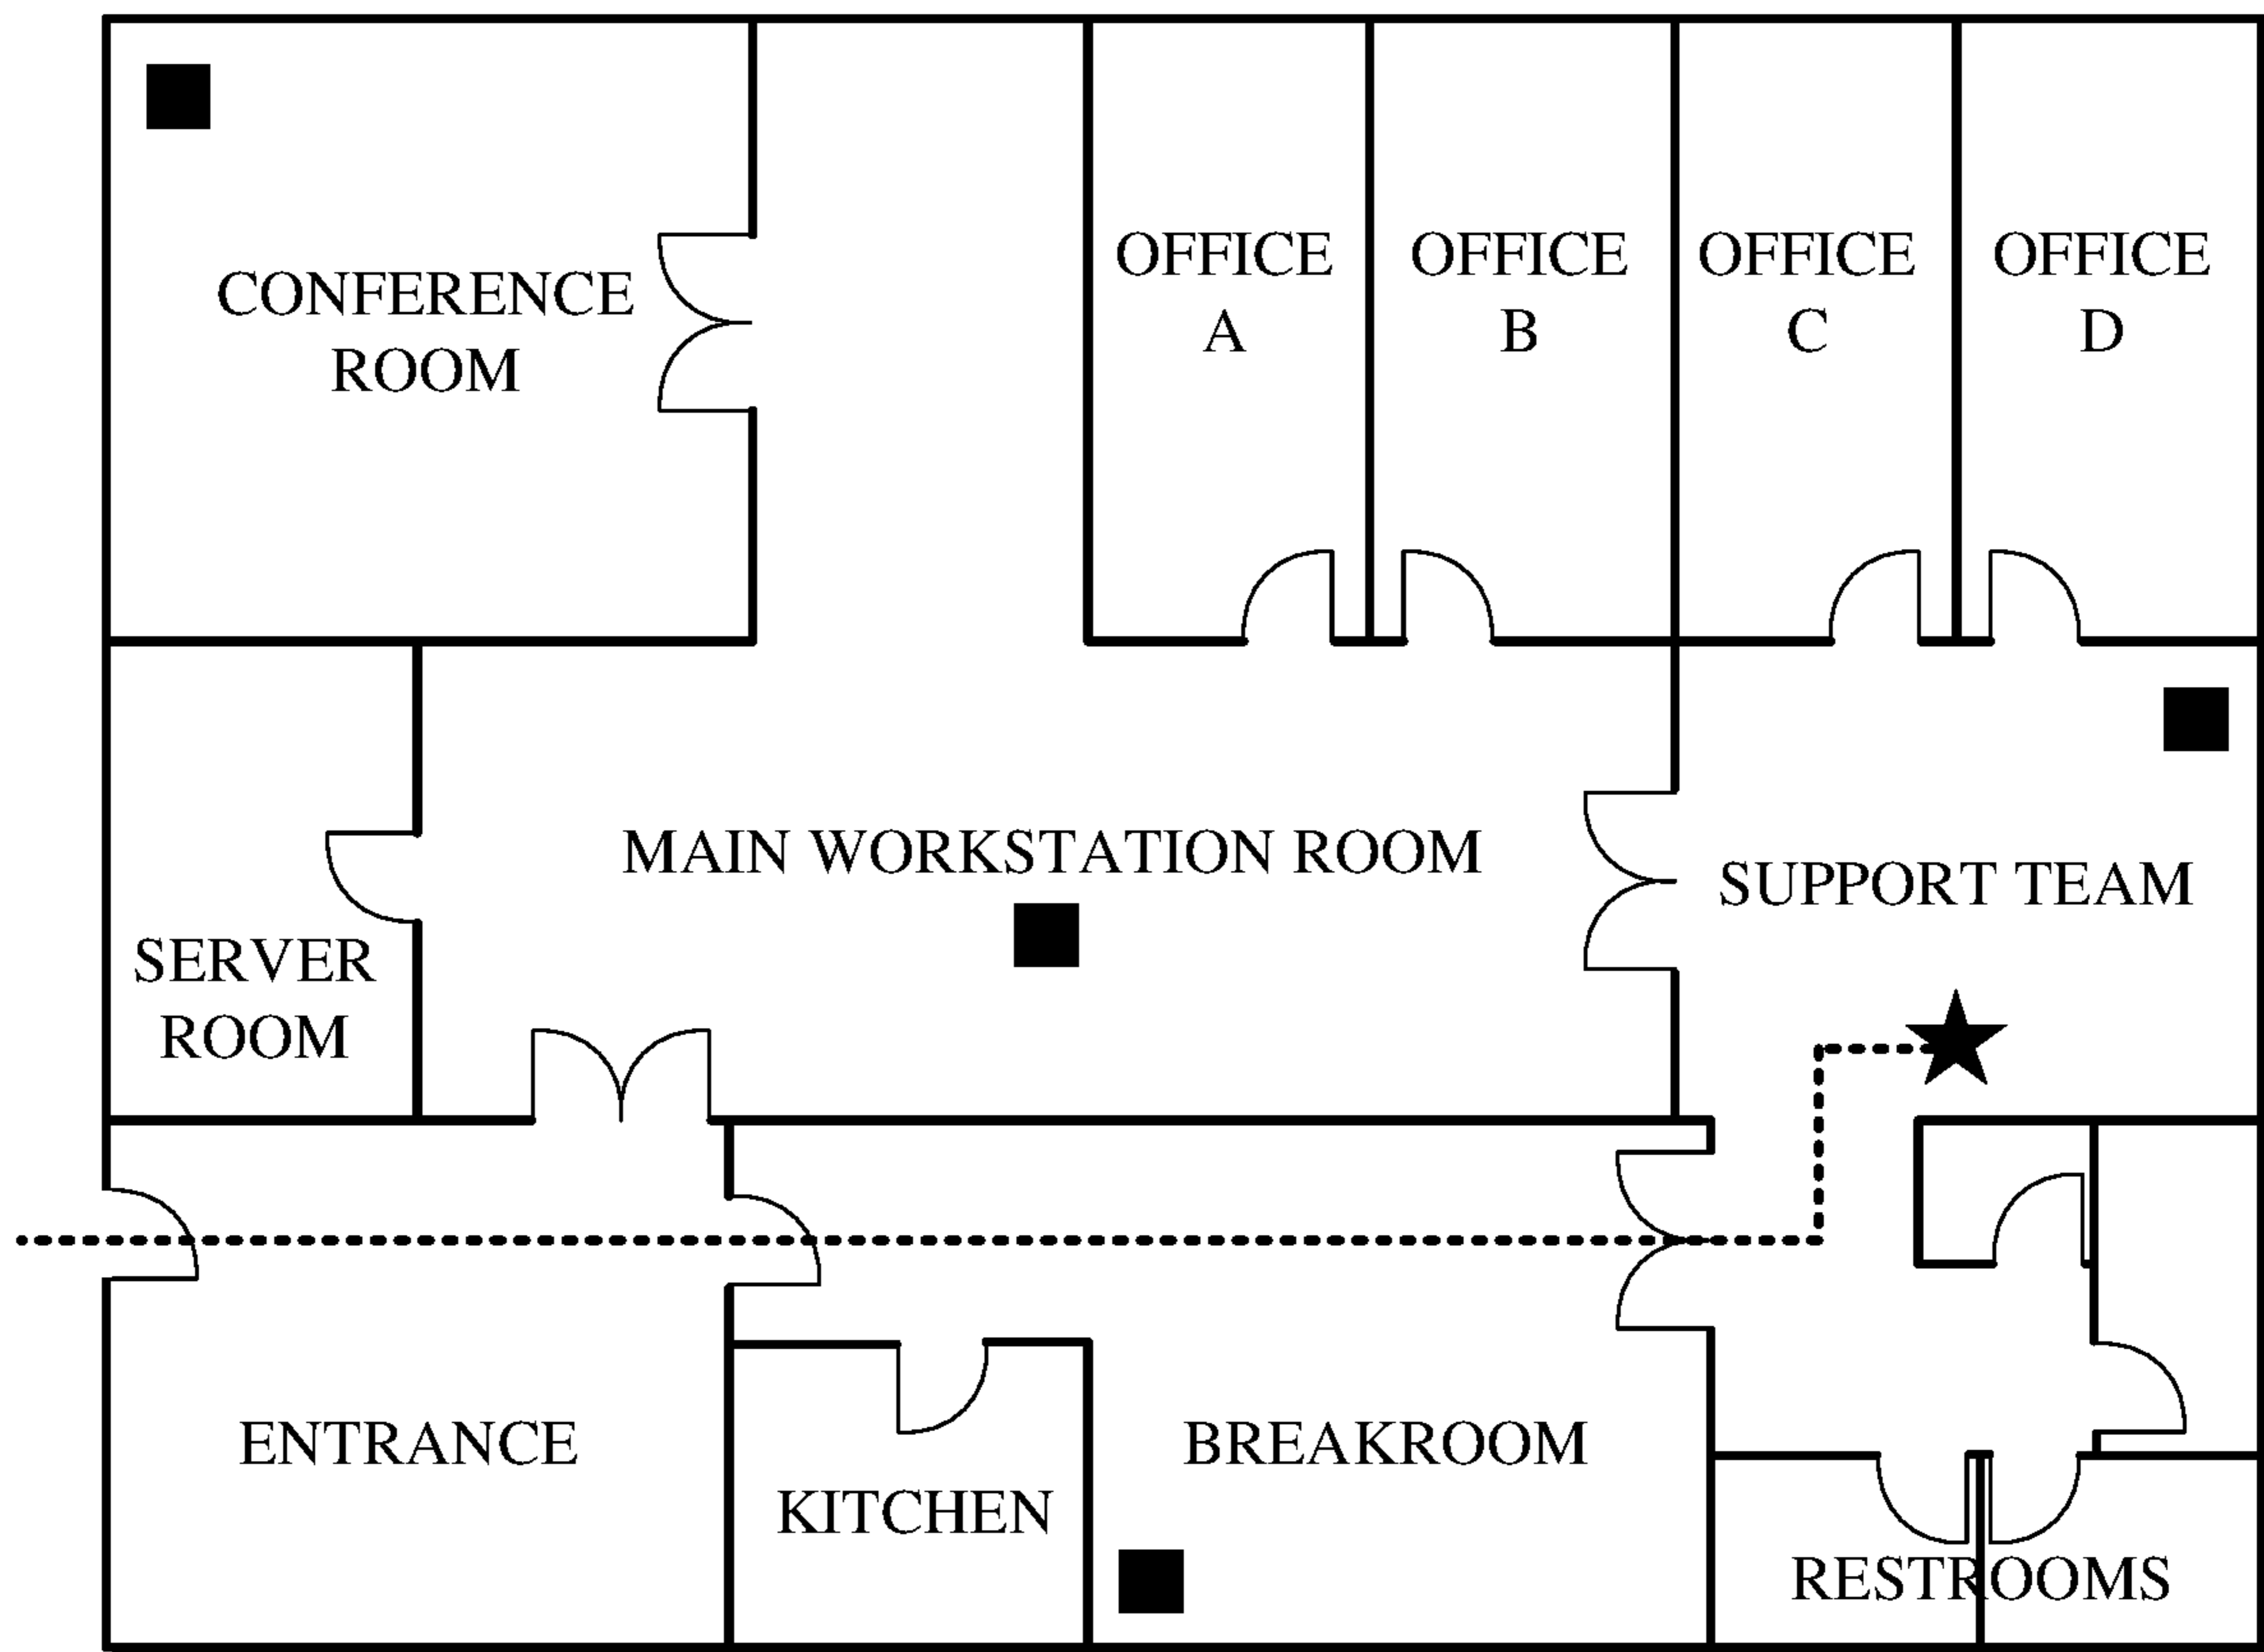 CONFERENCE
ROOM
OFFICE
A
OFFICE
B
OFFICE
C
OFFICE
D
MAIN WORKSTATION ROOM
SUPPORT TEAM
SERVER
ROOM
ENTRANCE
KITCHEN
BREAKROOM
RESTROOMS